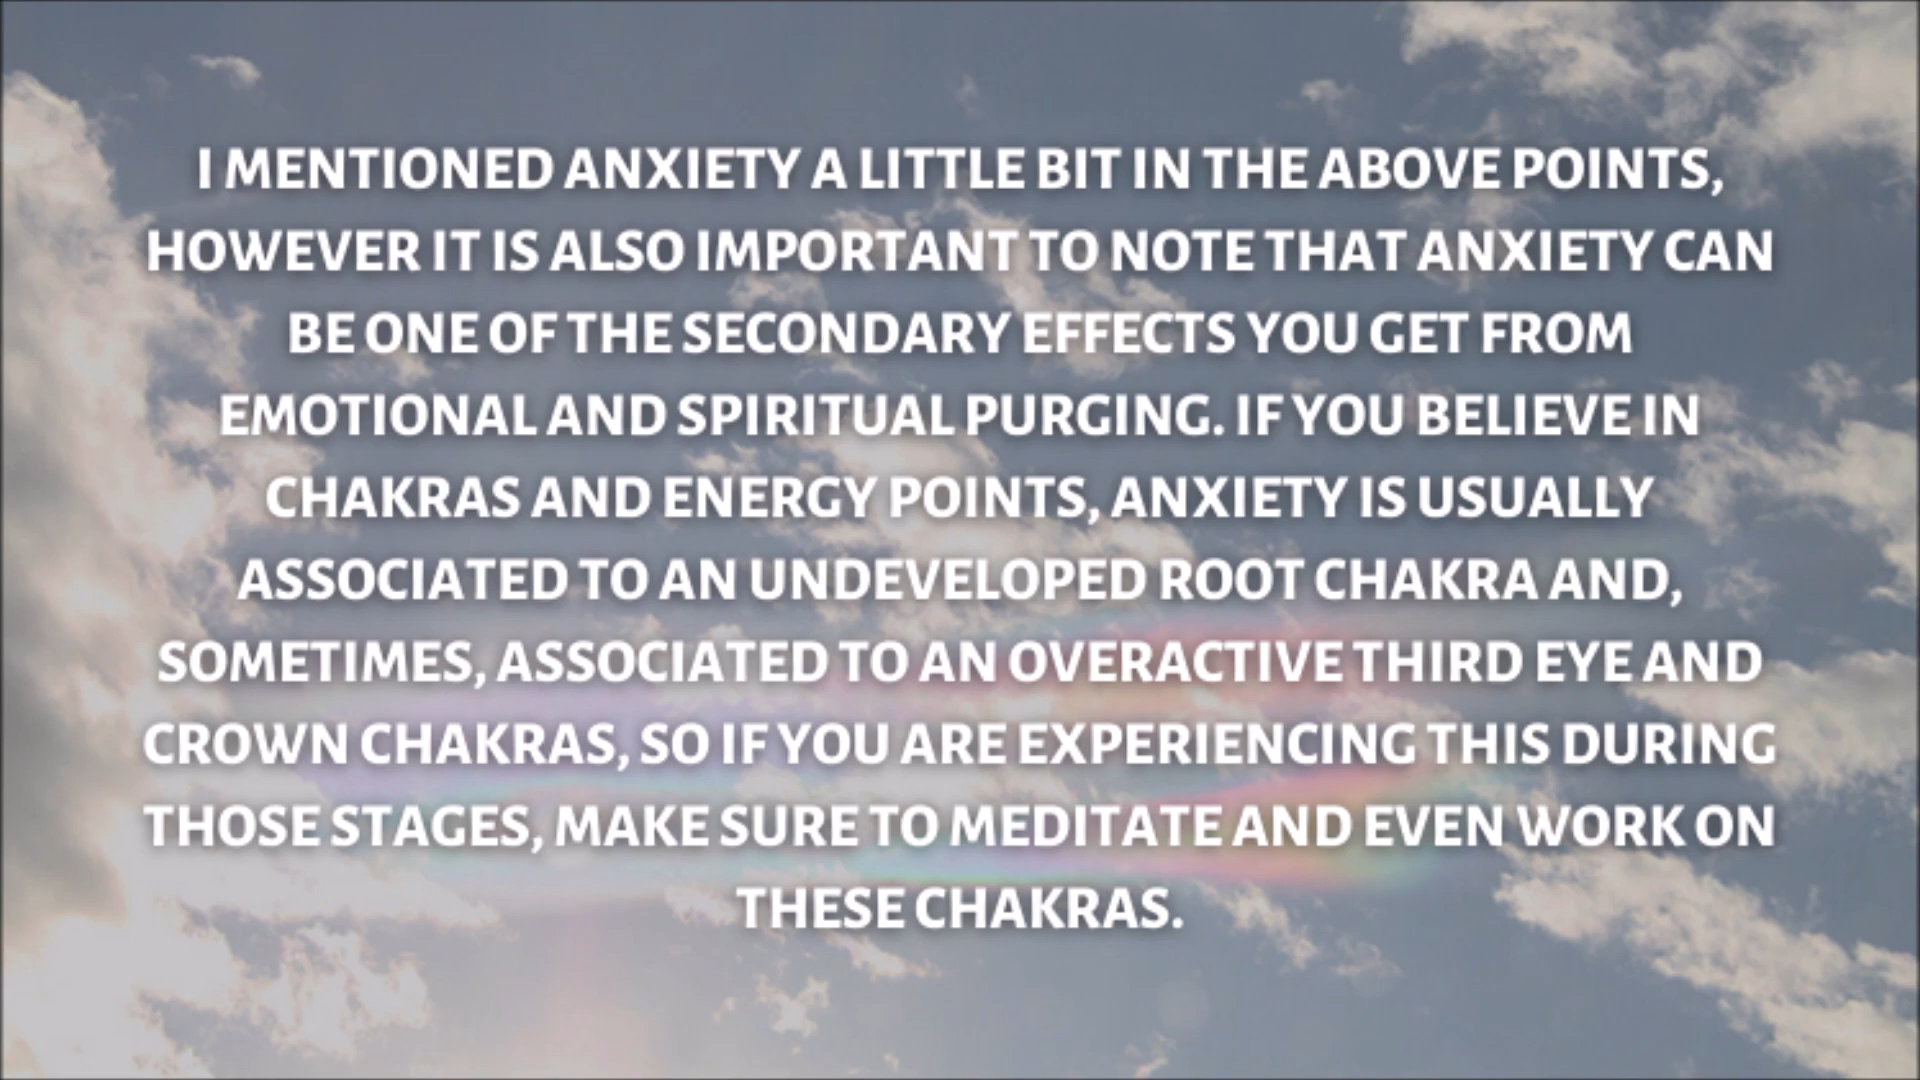 I MENTIONED ANXIETY A LITTLE BIT IN THE ABOVE POINTS,
HOWEVER IT IS ALSO IMPORTANT TO NOTE THAT ANXIETY CAN
BE ONE OF THE SECONDARY EFFECTS YOU GET FROM
EMOTIONAL AND SPIRITUAL PURGING. IF YOU BELIEVE IN
CHAKRAS AND ENERGY POINTS, ANXIETY IS USUALLY
ASSOCIATED TO AN UNDEVELOPED ROOT CHAKRA AND,
SOMETIMES, ASSOCIATED TO AN OVERACTIVE THIRD EYE AND
CROWN CHAKRAS, SO IF YOU ARE EXPERIENCING THIS DURING
THOSE STAGES, MAKE SURE TO MEDITATE AND EVEN WORK ON
THESE CHAKRAS.